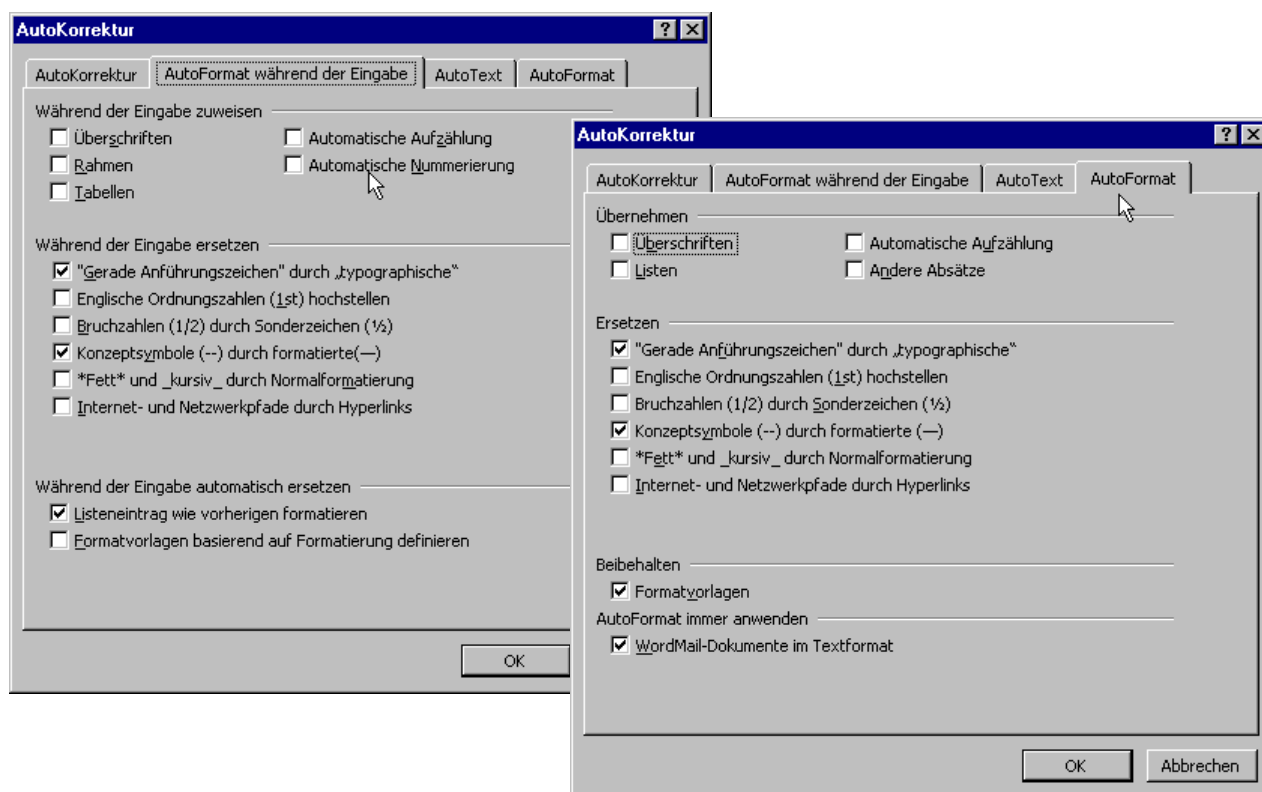 AutoKorrektur
AutoKorrektur AutoFormat während der Eingabe AutoText AutoFormat
Während der Eingabe zuweisen
Überschriften Automatische Aufzählung
Rahmen Automatische Nummerierung
Tabellen
Während der Eingabe ersetzen
"Gerade Anführungszeichen" durch „typographische“
Englische Ordnungszahlen (1st) hochstellen
Bruchzahlen (1/2) durch Sonderzeichen (½)
Konzeptsymbole (--) durch formatierte(—)
*Fett* und _kursiv_ durch Normalformatierung
Internet- und Netzwerkpfade durch Hyperlinks
Während der Eingabe automatisch ersetzen
Listeneintrag wie vorherigen formatieren
Formatvorlagen basierend auf Formatierung definieren
OK
AutoKorrektur
AutoKorrektur AutoFormat während der Eingabe AutoText AutoFormat
Übernehmen
Überschriften Automatische Aufzählung
Listen Andere Absätze
Ersetzen
"Gerade Anführungszeichen" durch „typographische“
Englische Ordnungszahlen (1st) hochstellen
Bruchzahlen (1/2) durch Sonderzeichen (½)
Konzeptsymbole (--) durch formatierte (—)
*Fett* und _kursiv_ durch Normalformatierung
Internet- und Netzwerkpfade durch Hyperlinks
Beibehalten
Formatvorlagen
AutoFormat immer anwenden
WordMail-Dokumente im Textformat
OK Abbrechen